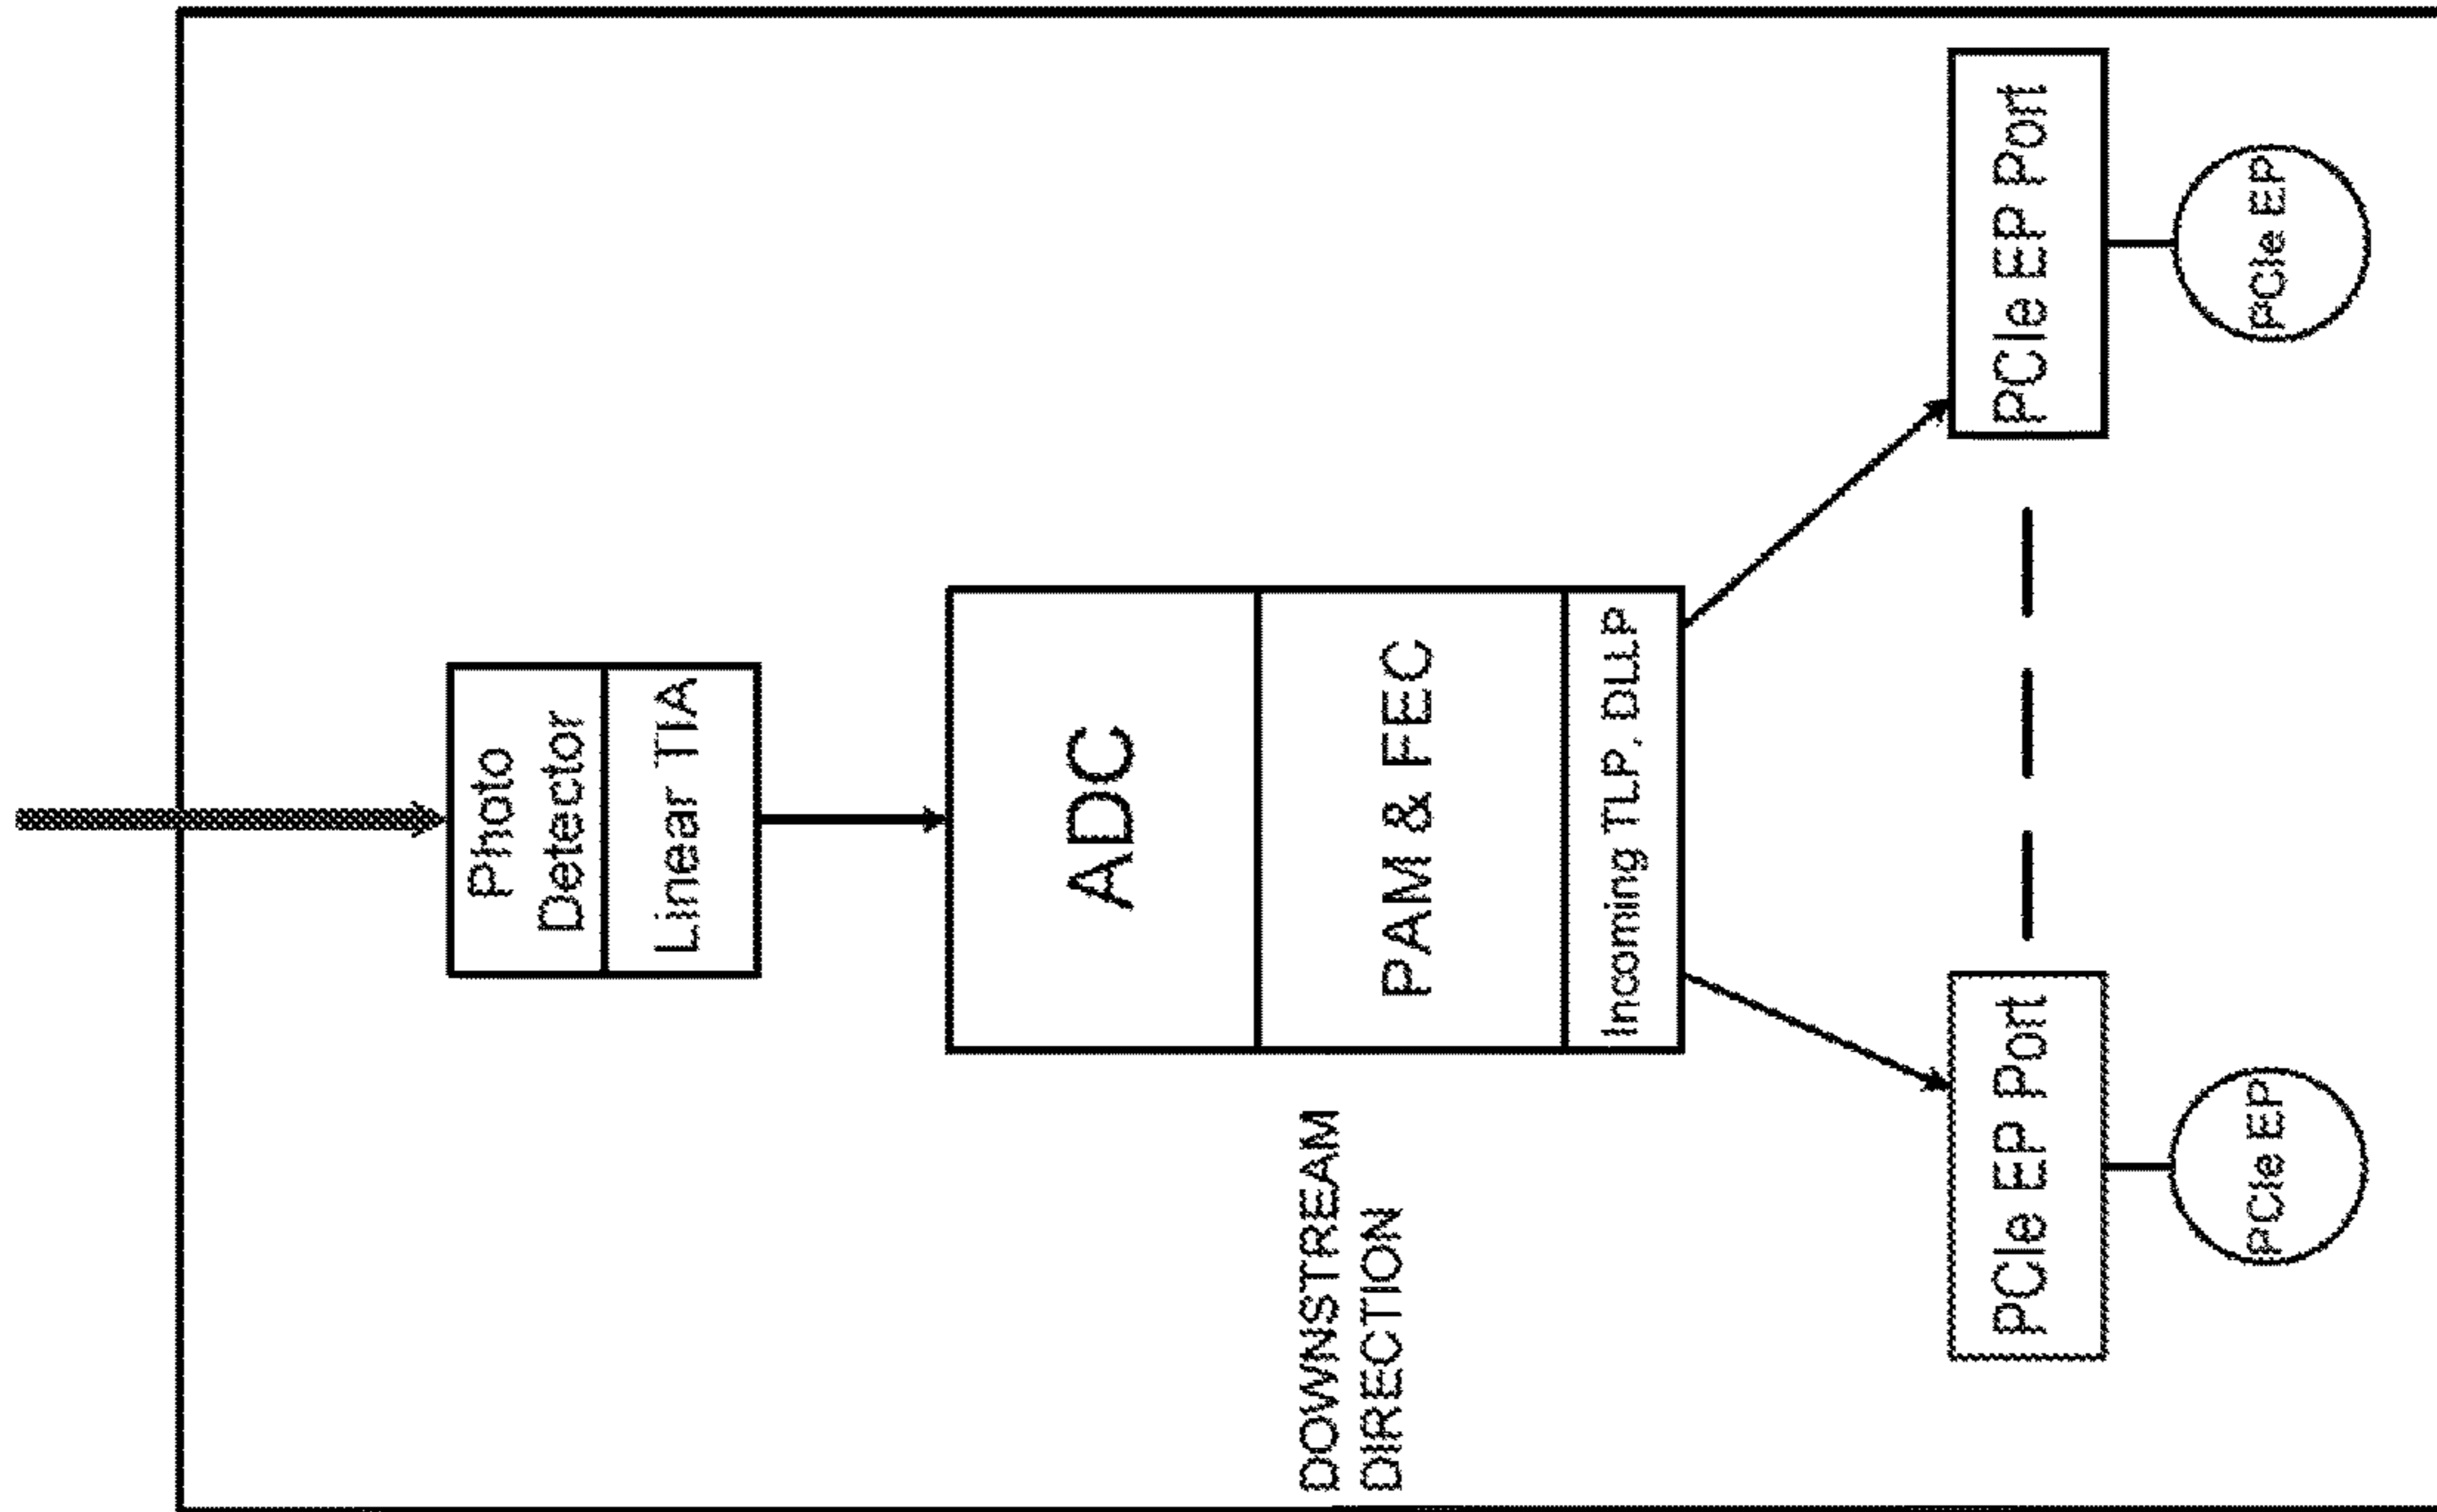 Photo
Detector
Linear TIA
ADC
PAM & FEC
Incoming TLP, DLLP
DOWNSTREAM
DIRECTION
PCIe EP Port
PCIe EP Port
PCIe EP
PCIe EP